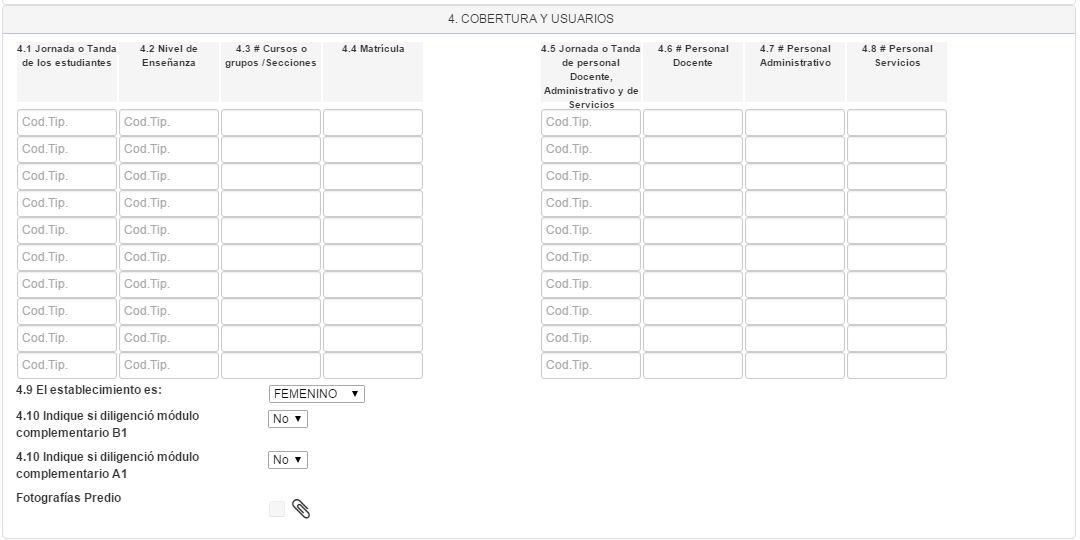 4. COBERTURA Y USUARIOS
4.1 Jornada o Tanda de los estudiantes
4.2 Nivel de Enseñanza
4.3 # Cursos o grupos /Secciones
4.4 Matrícula
4.5 Jornada o Tanda de personal Docente, Administrativo y de Servicios
4.6 # Personal Docente
4.7 # Personal Administrativo
4.8 # Personal Servicios
Cod.Tip. Cod.Tip. Cod.Tip.
Cod.Tip. Cod.Tip. Cod.Tip.
Cod.Tip. Cod.Tip. Cod.Tip.
Cod.Tip. Cod.Tip. Cod.Tip.
Cod.Tip. Cod.Tip. Cod.Tip.
Cod.Tip. Cod.Tip. Cod.Tip.
Cod.Tip. Cod.Tip. Cod.Tip.
Cod.Tip. Cod.Tip. Cod.Tip.
Cod.Tip. Cod.Tip. Cod.Tip.
Cod.Tip. Cod.Tip. Cod.Tip.
4.9 El establecimiento es: FEMENINO
4.10 Indique si diligenció módulo
complementario B1
No
4.10 Indique si diligenció módulo
complementario A1
No
Fotografías Predio